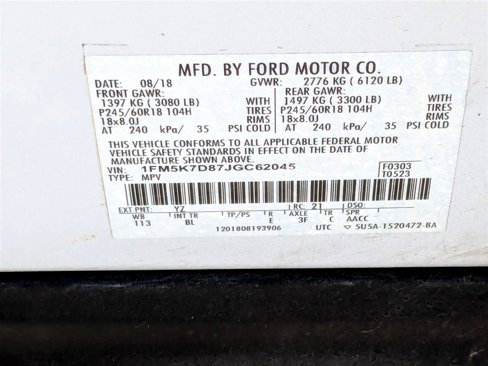 MFD. BY FORD MOTOR CO.
DATE: 08/18 GVWR: 2776 KG ( 6120 LB)
FRONT GAWR: REAR GAWR:
1397 KG ( 3080 LB) WITH 1497 KG ( 3300 LB) WITH
P245/60R18 104H TIRES P245/60R18 104H TIRES
18x8.0J RIMS 18x8.0J RIMS
AT 240 kPa/ 35 PSI COLD AT 240 kPa/ 35 PSI COLD
THIS VEHICLE CONFORMS TO ALL APPLICABLE FEDERAL MOTOR
VEHICLE SAFETY AND THEFT PREVENTION STANDARDS IN EFFECT ON THE DATE OF
MANUFACTURE SHOWN ABOVE.
VIN: 1FM5K7D87JGC62045 F0303
TYPE: MPV T0523
EXT PNT: YZ RC: 21 DSO:
WB INT TR TP/PS R AXLE TR SPR
113 BL E 3F C AACC
1201808193906 UTC 5USA-1520472-BA